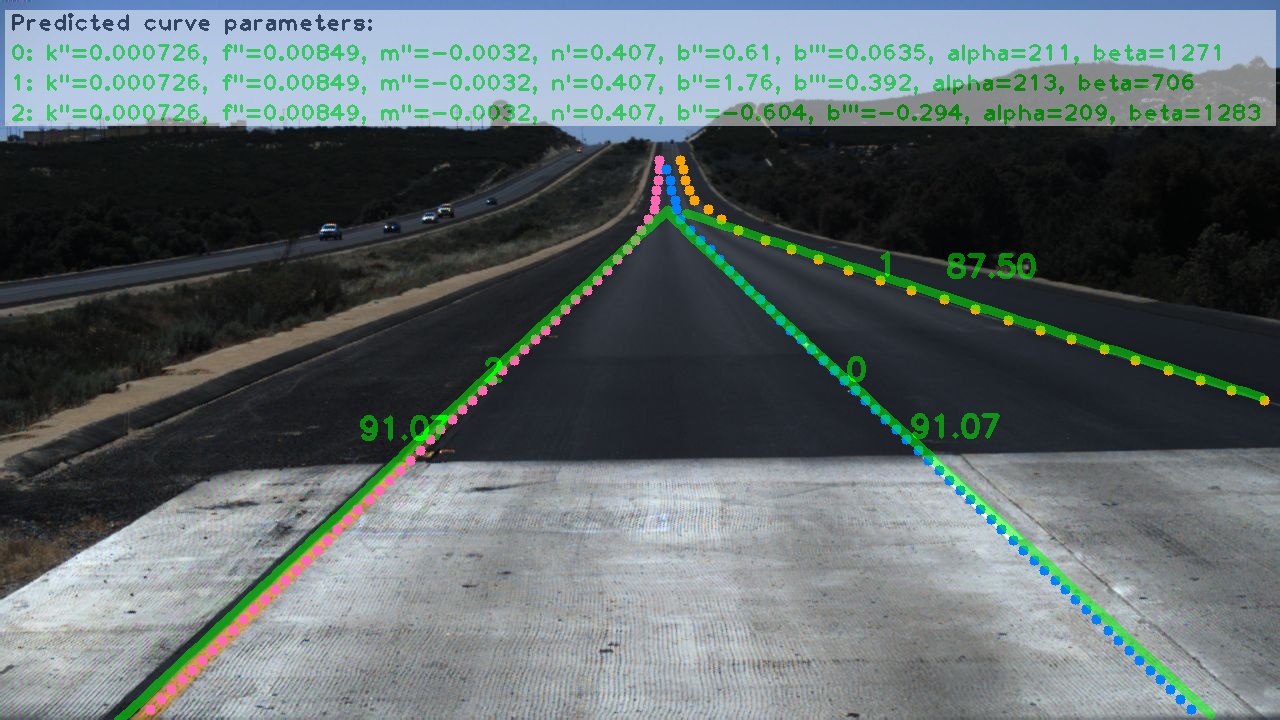 Predicted curve parameters:
0: k''=0.000726, f''=0.00849, m''=-0.0032, n'=0.407, b''=0.61, b'''=0.0635, alpha=211, beta=1271
1: k''=0.000726, f''=0.00849, m''=-0.0032, n'=0.407, b''=1.76, b'''=0.392, alpha=213, beta=706
2: k''=0.000726, f''=0.00849, m''=-0.0032, n'=0.407, b''=-0.604, b'''=-0.294, alpha=209, beta=1283
1 87.50
2 0
91.07 91.07